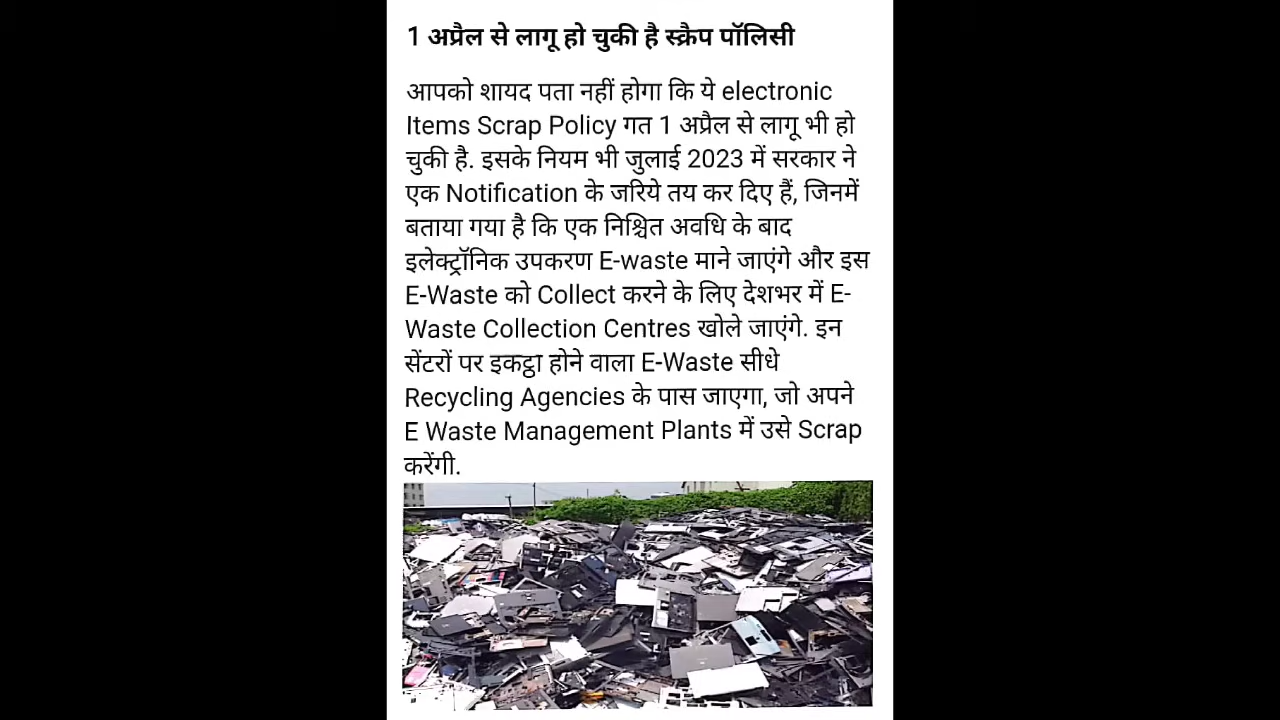 1 अप्रैल से लागू हो चुकी है स्क्रैप पॉलिसी
आपको शायद पता नहीं होगा कि ये electronic
Items Scrap Policy गत 1 अप्रैल से लागू भी हो
चुकी है. इसके नियम भी जुलाई 2023 में सरकार ने
एक Notification के जरिये तय कर दिए हैं, जिनमें
बताया गया है कि एक निश्चित अवधि के बाद
इलेक्ट्रॉनिक उपकरण E-waste माने जाएंगे और इस
E-Waste को Collect करने के लिए देशभर में E-
Waste Collection Centres खोले जाएंगे. इन
सेंटरों पर इकट्ठा होने वाला E-Waste सीधे
Recycling Agencies के पास जाएगा, जो अपने
E Waste Management Plants में उसे Scrap
करेंगी.